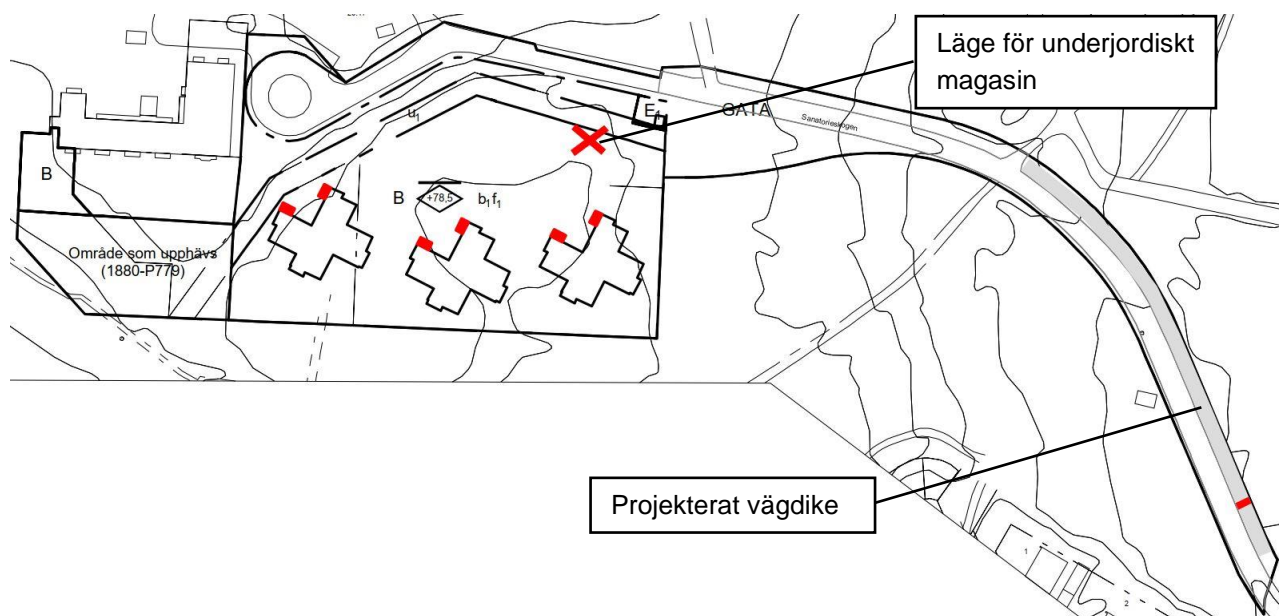 Läge för underjordiskt
magasin
E₁
GATA
Sanatorieskogen
u₁
B
B
+78,5
b₁f₁
Område som upphävs
(1880-P779)
Projekterat vägdike
1
2